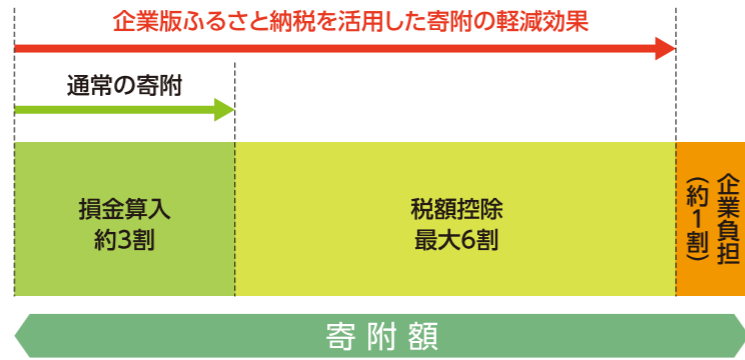 企業版ふるさと納税を活用した寄附の軽減効果
通常の寄附
損金算入
約3割
税額控除
最大6割
企業負担
(約1割)
寄附額